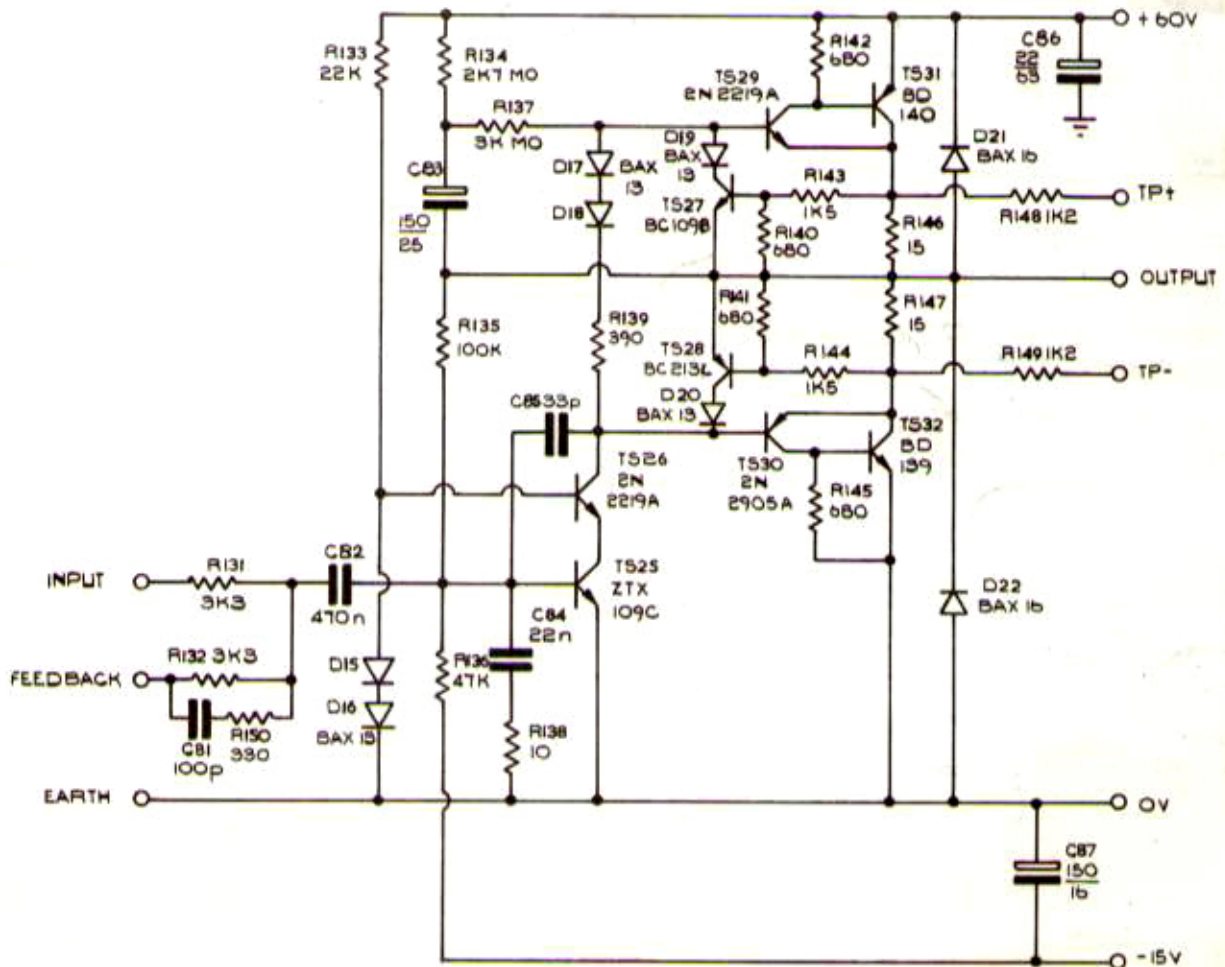 +60V
C86
R133
22K
R134
2K7 MO
R142
680
TS29
2N 2219A
TS31
BD
140
R137
3K MO
D19
BAX
13
D21
BAX 16
C83
150
25
D17
BAX
13
D18
TS27
BC109B
R143
1K5
R140
680
R148 1K2
TP+
R146
15
OUTPUT
R135
100K
R139
390
R141
680
R147
15
TS28
BC213L
R144
1K5
R149 1K2
TP-
C85 33p
D20
BAX 13
TS32
BD
139
TS26
2N
2219A
TS30
2N
2905A
R145
680
INPUT
R131
3K3
C82
470n
TS25
ZTX
109C
C84
22n
D22
BAX 16
FEEDBACK
R132 3K3
D15
R136
47K
C81
100p
R150
330
D16
BAX 13
R138
10
EARTH
0V
C87
150
16
-15V